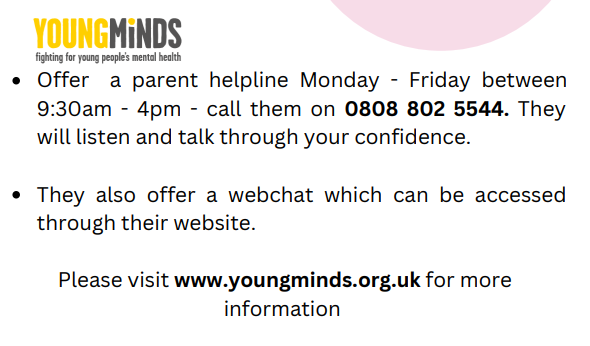 YOUNGMiNDS
fighting for young people's mental health
• Offer a parent helpline Monday - Friday between
9:30am - 4pm - call them on 0808 802 5544. They
will listen and talk through your confidence.
• They also offer a webchat which can be accessed
through their website.
Please visit www.youngminds.org.uk for more
information